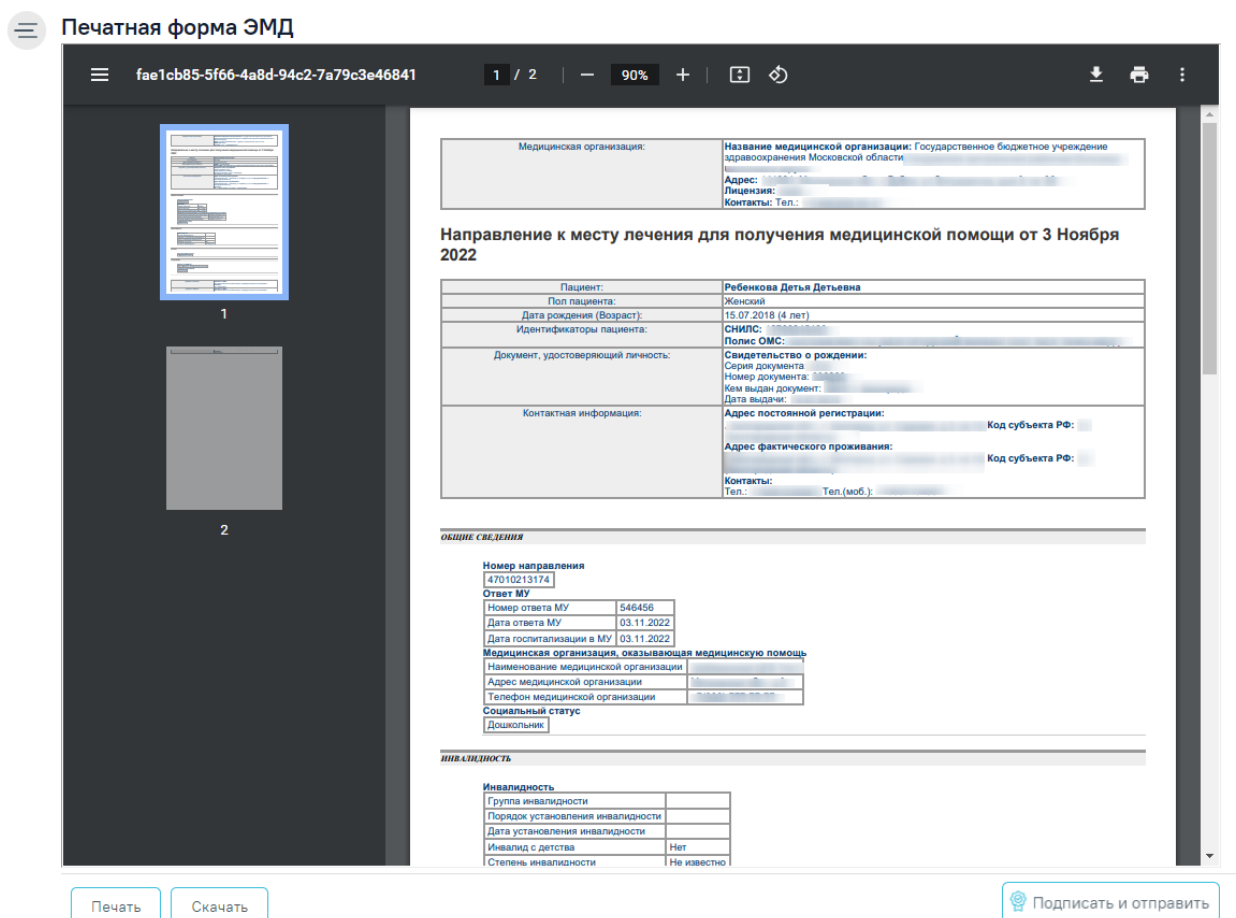 Печатная форма ЭМД
fae1cb85-5f66-4a8d-94c2-7a79c3e46841 1 / 2 90%
1
2
Медицинская организация: Название медицинской организации: Государственное бюджетное учреждение
здравоохранения Московской области
Адрес:
Лицензия:
Контакты: Тел.:
Направление к месту лечения для получения медицинской помощи от 3 Ноября
2022
Пациент: Ребенкова Детья Детьевна
Пол пациента: Женский
Дата рождения (Возраст): 15.07.2018 (4 лет)
Идентификаторы пациента: СНИЛС:
Полис ОМС:
Документ, удостоверяющий личность: Свидетельство о рождении:
Серия документа
Номер документа:
Кем выдан документ:
Дата выдачи:
Контактная информация: Адрес постоянной регистрации:
Код субъекта РФ:
Адрес фактического проживания:
Код субъекта РФ:
Контакты:
Тел.: Тел.(моб.):
ОБЩИЕ СВЕДЕНИЯ
Номер направления
47010213174
Ответ МУ
Номер ответа МУ 546456
Дата ответа МУ 03.11.2022
Дата госпитализации в МУ 03.11.2022
Медицинская организация, оказывающая медицинскую помощь
Наименование медицинской организации
Адрес медицинской организации
Телефон медицинской организации
Социальный статус
Дошкольник
ИНВАЛИДНОСТЬ
Инвалидность
Группа инвалидности
Порядок установления инвалидности
Дата установления инвалидности
Инвалид с детства Нет
Степень инвалидности Не известно
Печать Скачать Подписать и отправить